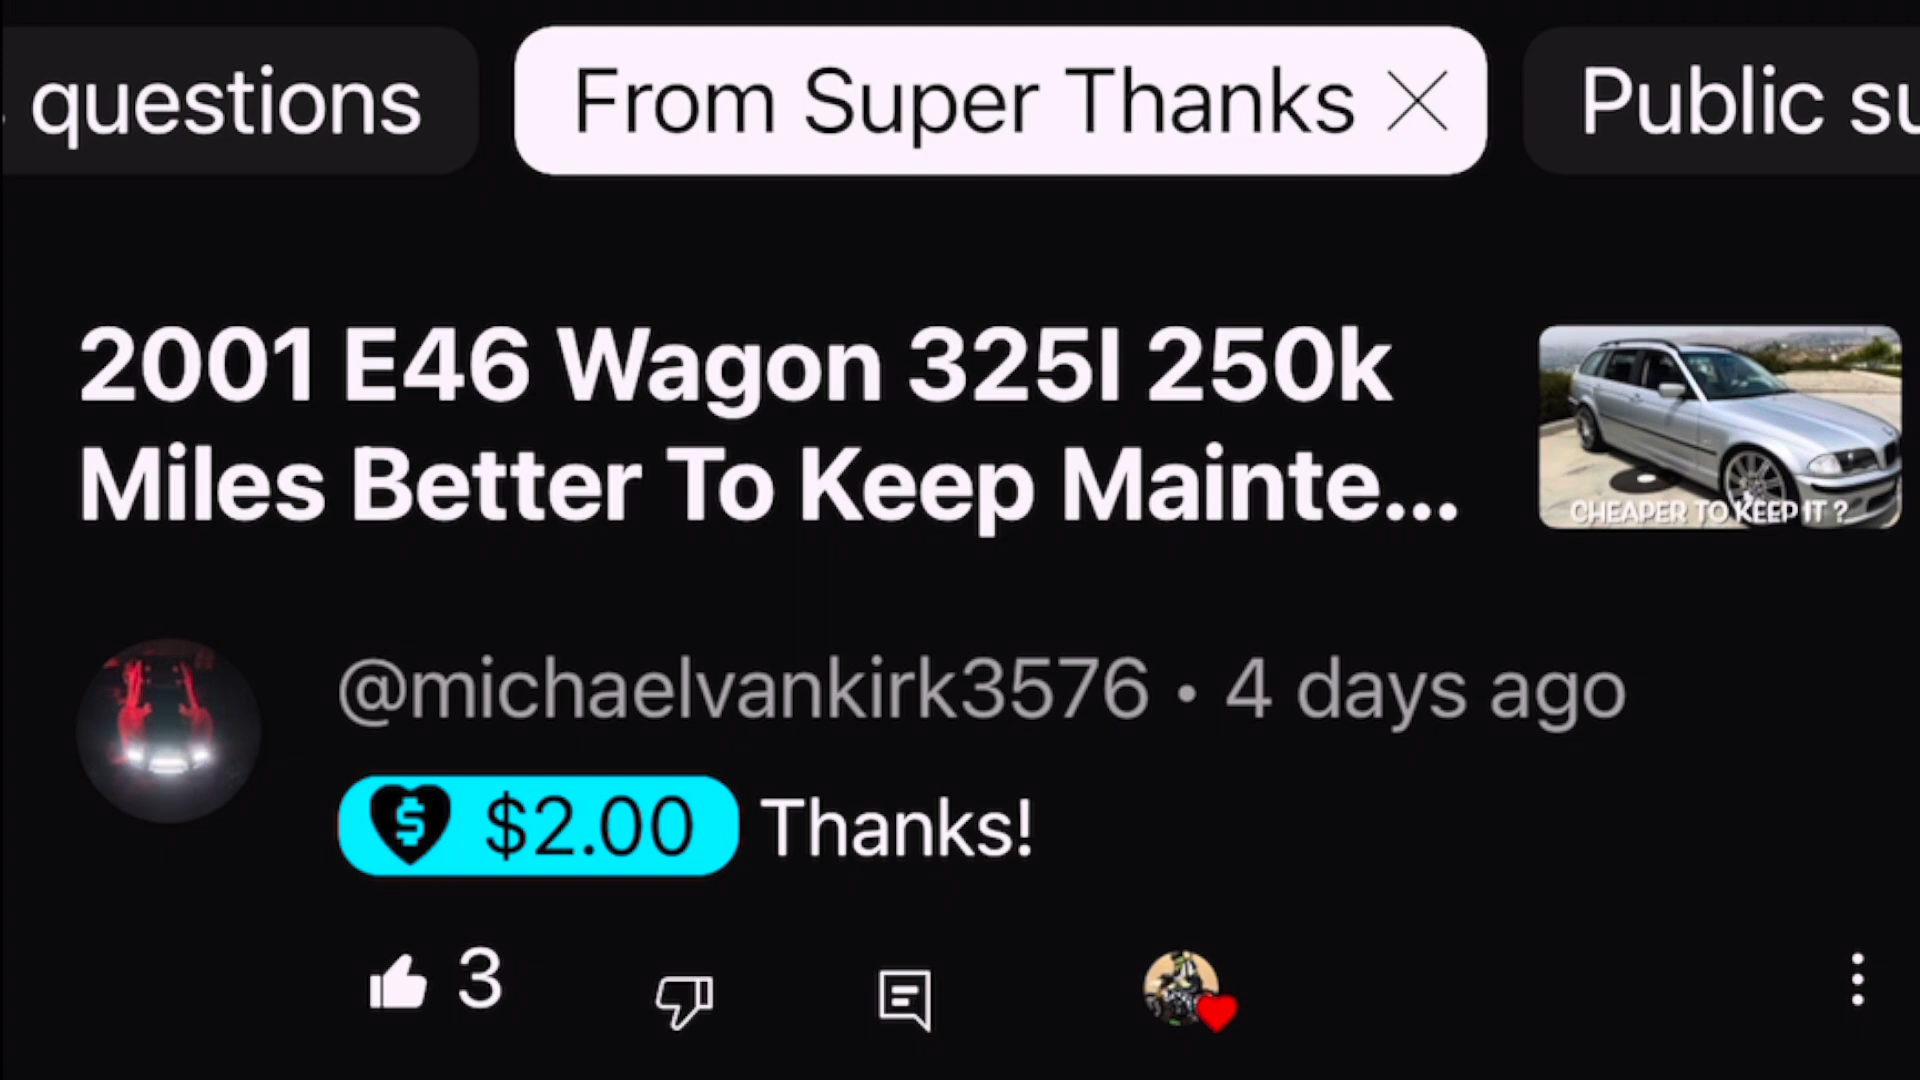 questions
From Super Thanks
Public su
2001 E46 Wagon 325I 250k
Miles Better To Keep Mainte...
CHEAPER TO KEEP IT ?
@michaelvankirk3576 • 4 days ago
$2.00 Thanks!
3